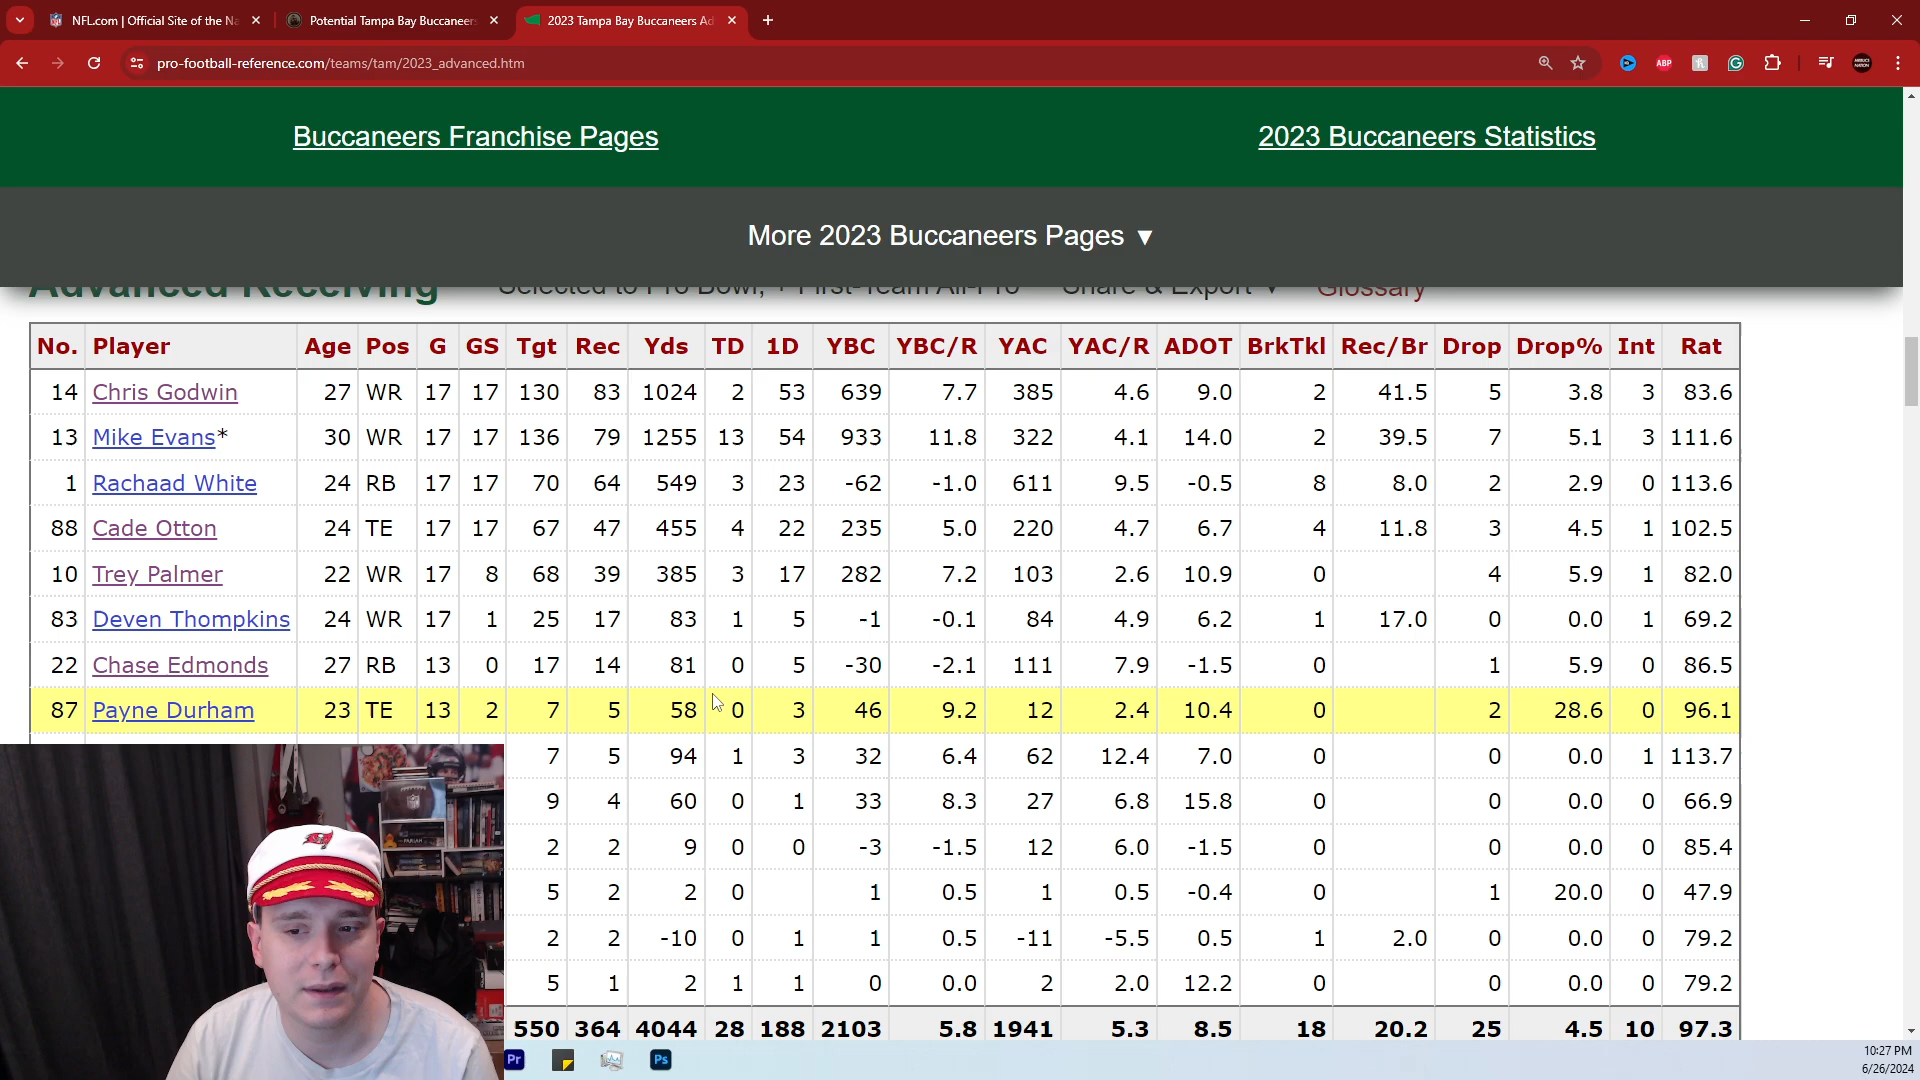 NFL.com | Official Site of the Na
Potential Tampa Bay Buccaneers
2023 Tampa Bay Buccaneers Ad
pro-football-reference.com/teams/tam/2023_advanced.htm
ABP
Buccaneers Franchise Pages
2023 Buccaneers Statistics
More 2023 Buccaneers Pages ▼
Advanced Receiving * Selected to Pro Bowl, + First-Team All-Pro Share & Export ▼ Glossary
No. Player Age Pos G GS Tgt Rec Yds TD 1D YBC YBC/R YAC YAC/R ADOT BrkTkl Rec/Br Drop Drop% Int Rat
14 Chris Godwin 27 WR 17 17 130 83 1024 2 53 639 7.7 385 4.6 9.0 2 41.5 5 3.8 3 83.6
13 Mike Evans* 30 WR 17 17 136 79 1255 13 54 933 11.8 322 4.1 14.0 2 39.5 7 5.1 3 111.6
1 Rachaad White 24 RB 17 17 70 64 549 3 23 -62 -1.0 611 9.5 -0.5 8 8.0 2 2.9 0 113.6
88 Cade Otton 24 TE 17 17 67 47 455 4 22 235 5.0 220 4.7 6.7 4 11.8 3 4.5 1 102.5
10 Trey Palmer 22 WR 17 8 68 39 385 3 17 282 7.2 103 2.6 10.9 0 4 5.9 1 82.0
83 Deven Thompkins 24 WR 17 1 25 17 83 1 5 -1 -0.1 84 4.9 6.2 1 17.0 0 0.0 1 69.2
22 Chase Edmonds 27 RB 13 0 17 14 81 0 5 -30 -2.1 111 7.9 -1.5 0 1 5.9 0 86.5
87 Payne Durham 23 TE 13 2 7 5 58 0 3 46 9.2 12 2.4 10.4 0 2 28.6 0 96.1
7 5 94 1 3 32 6.4 62 12.4 7.0 0 0 0.0 1 113.7
9 4 60 0 1 33 8.3 27 6.8 15.8 0 0 0.0 0 66.9
2 2 9 0 0 -3 -1.5 12 6.0 -1.5 0 0 0.0 0 85.4
5 2 2 0 1 0.5 1 0.5 -0.4 0 1 20.0 0 47.9
2 2 -10 0 1 1 0.5 -11 -5.5 0.5 1 2.0 0 0.0 0 79.2
5 1 2 1 1 0 0.0 2 2.0 12.2 0 0 0.0 0 79.2
550 364 4044 28 188 2103 5.8 1941 5.3 8.5 18 20.2 25 4.5 10 97.3
Pr
Ps
10:27 PM
6/26/2024